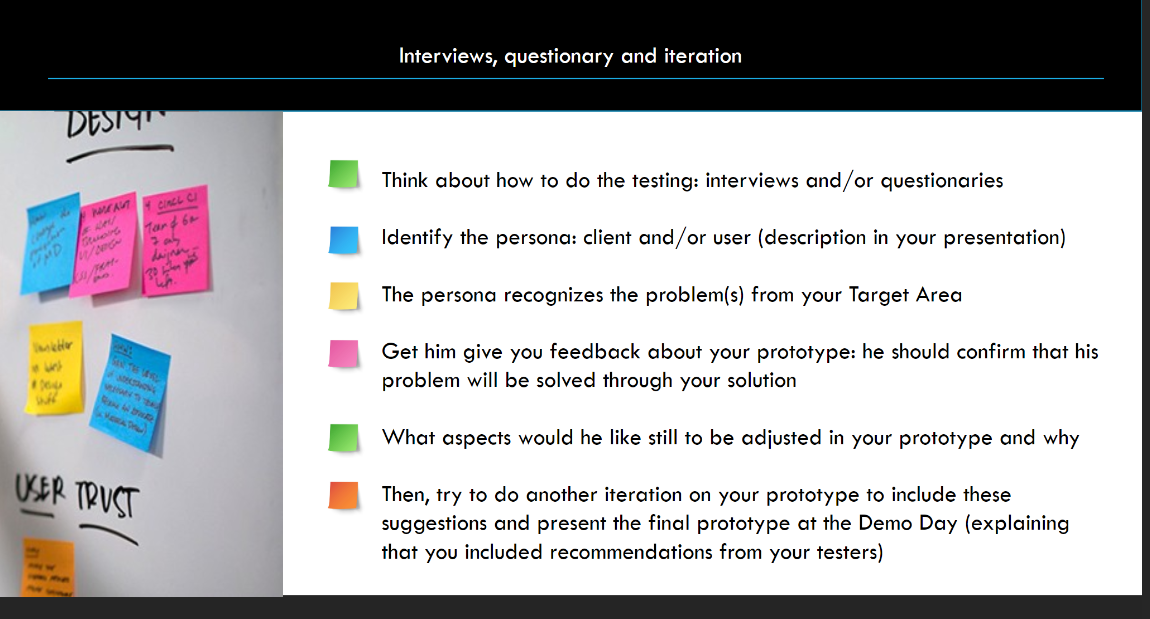 Interviews, questionary and iteration
DESIGN
Think about how to do the testing: interviews and/or questionaries
Identify the persona: client and/or user (description in your presentation)
The persona recognizes the problem(s) from your Target Area
Get him give you feedback about your prototype: he should confirm that his
problem will be solved through your solution
What aspects would he like still to be adjusted in your prototype and why
Then, try to do another iteration on your prototype to include these
suggestions and present the final prototype at the Demo Day (explaining
that you included recommendations from your testers)
USER TRUST